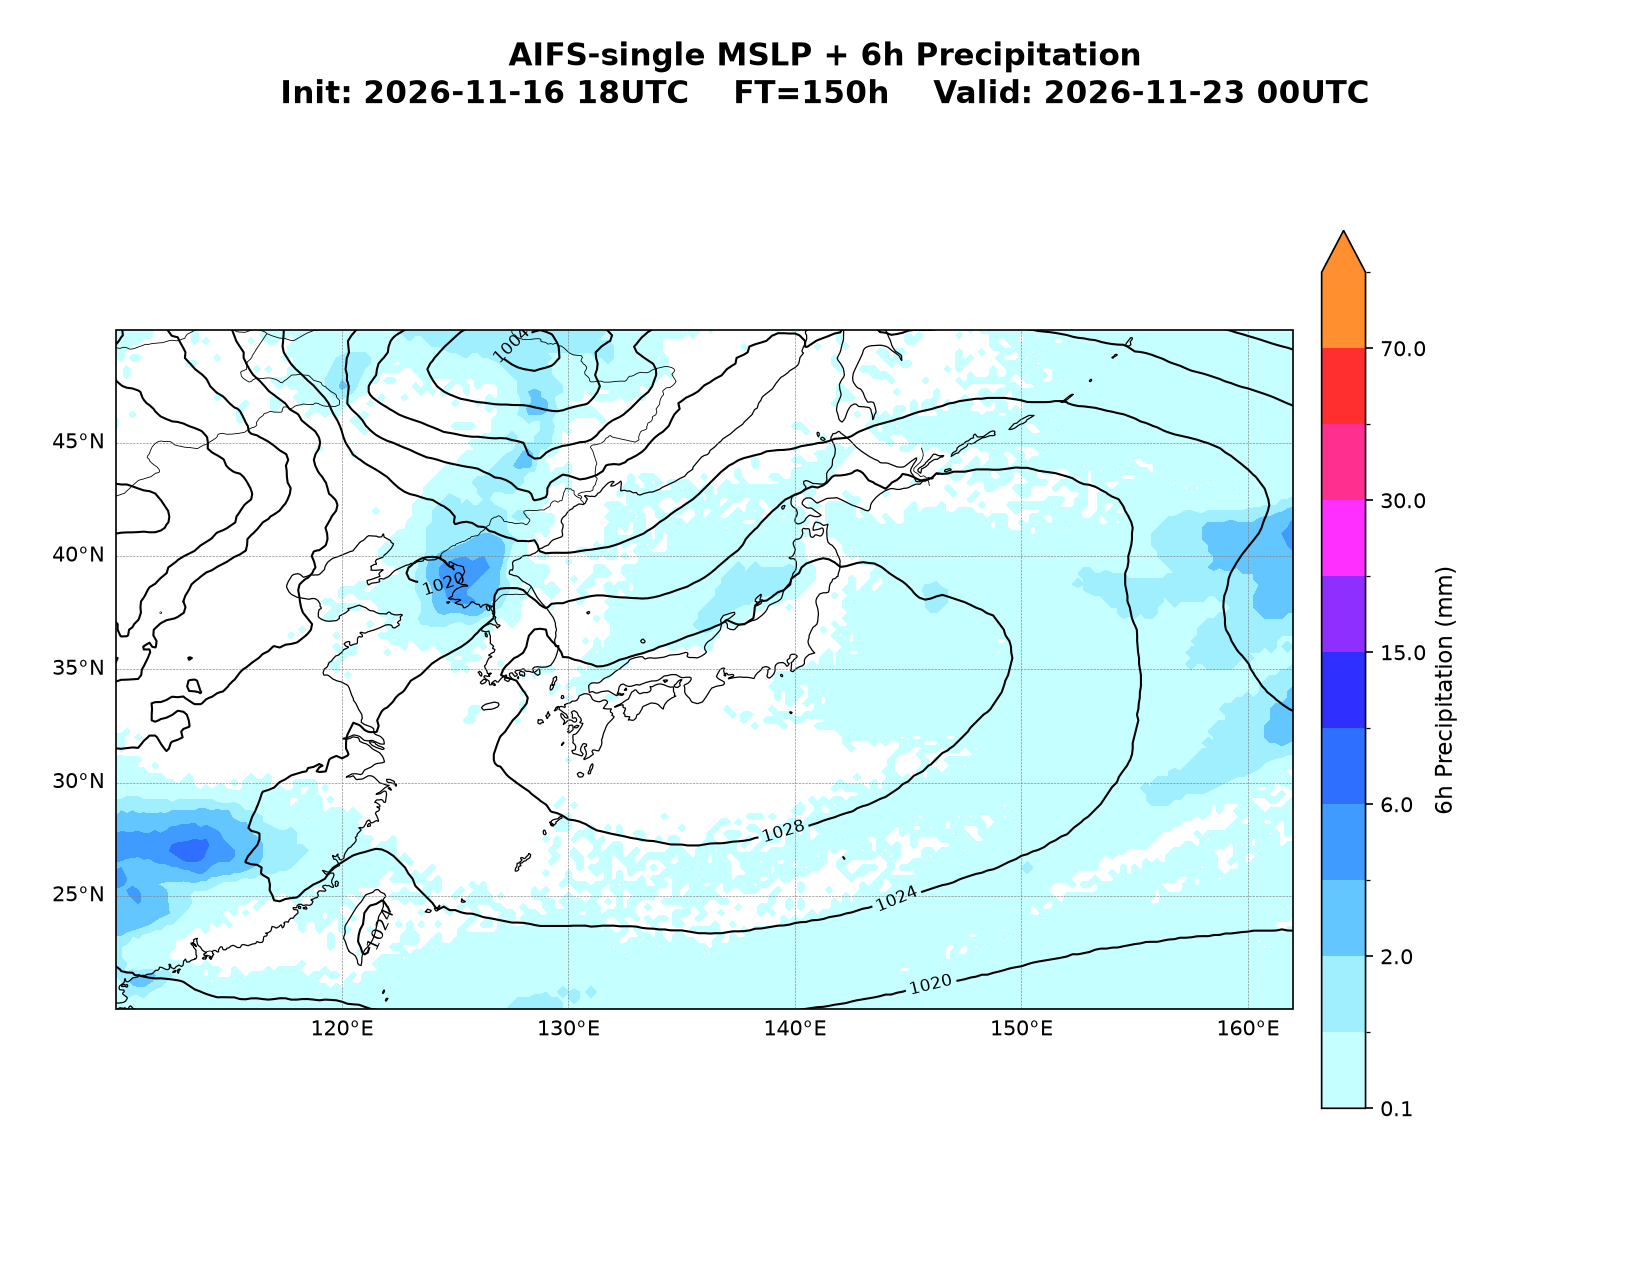 AIFS-single MSLP + 6h Precipitation
Init: 2026-11-16 18UTC    FT=150h    Valid: 2026-11-23 00UTC
1004
1020
1028
1024
1024
1020
45°N
40°N
35°N
30°N
25°N
120°E
130°E
140°E
150°E
160°E
70.0
30.0
15.0
6.0
2.0
0.1
6h Precipitation (mm)